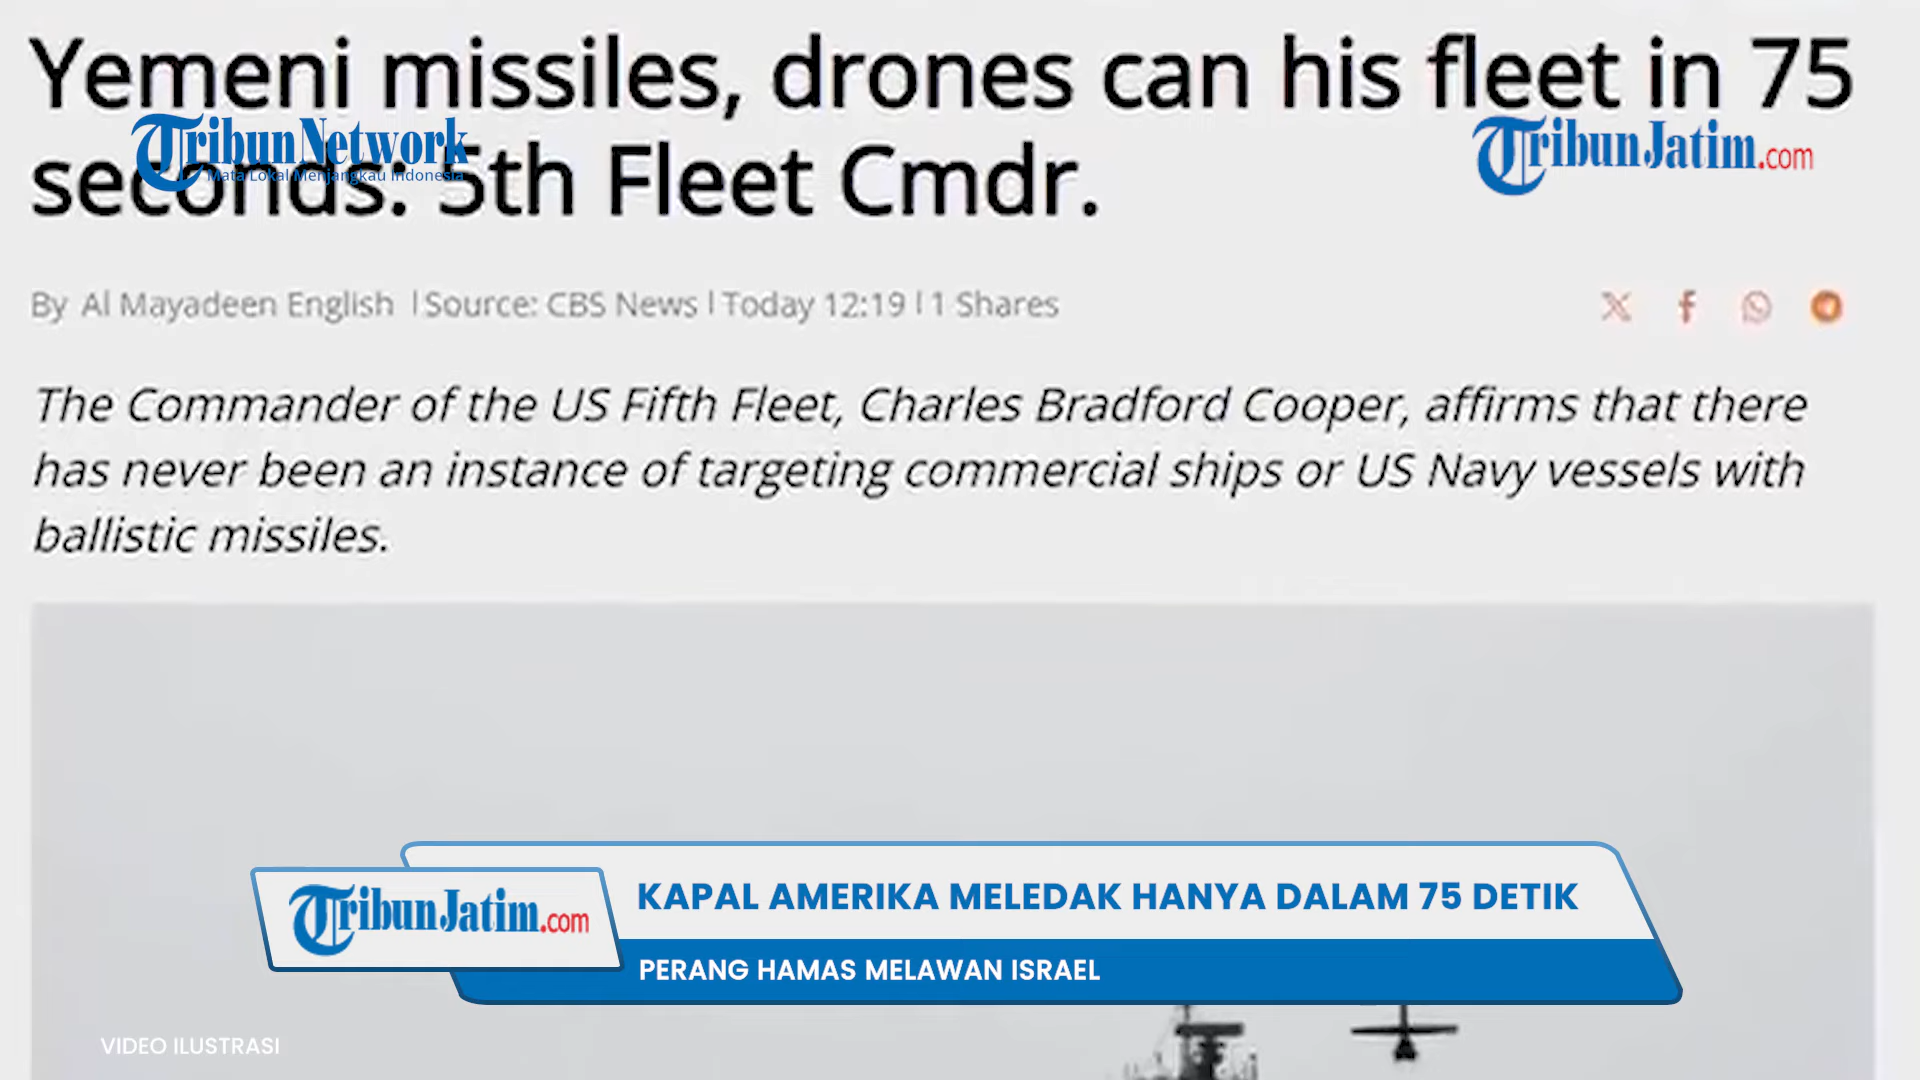 Yemeni missiles, drones can his fleet in 75
seconds: 5th Fleet Cmdr.
TribunNetwork
Mata Lokal Menjangkau Indonesia
TribunJatim.com
By Al Mayadeen English | Source: CBS News | Today 12:19 | 1 Shares
The Commander of the US Fifth Fleet, Charles Bradford Cooper, affirms that there
has never been an instance of targeting commercial ships or US Navy vessels with
ballistic missiles.
TribunJatim.com
KAPAL AMERIKA MELEDAK HANYA DALAM 75 DETIK
PERANG HAMAS MELAWAN ISRAEL
VIDEO ILUSTRASI